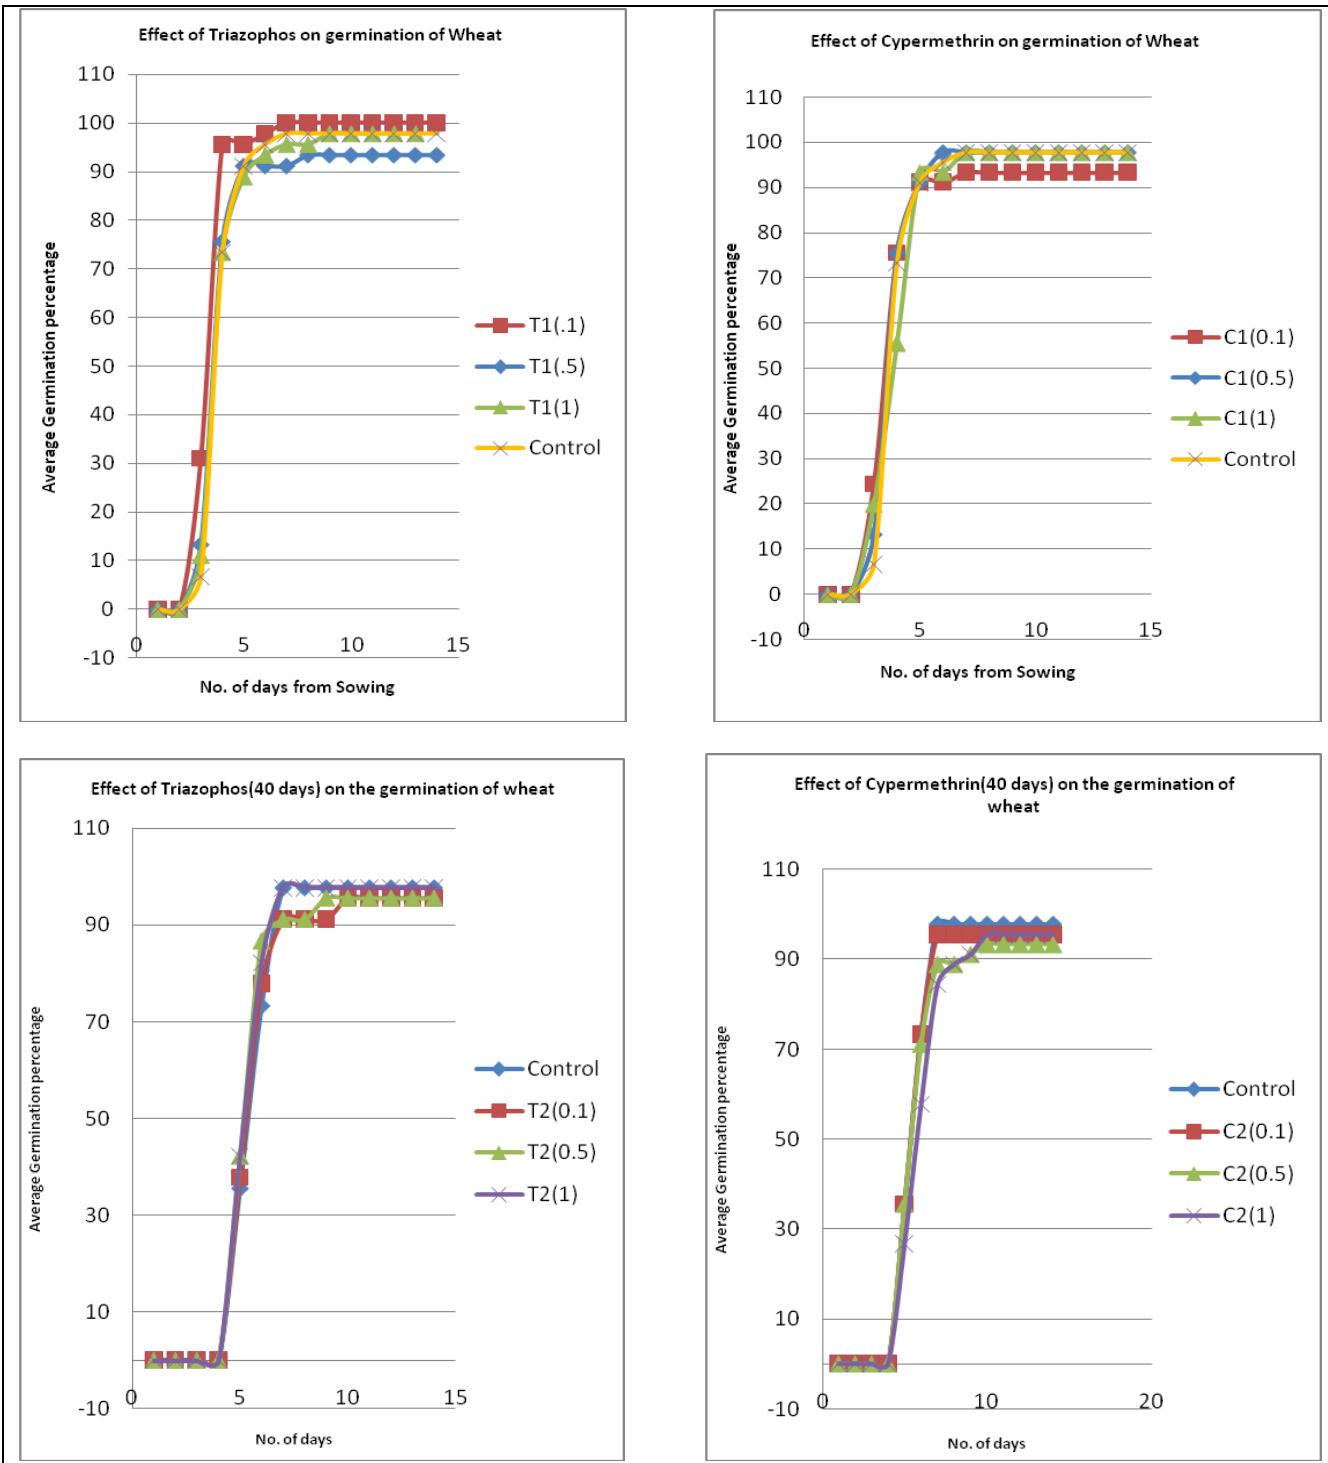 Effect of Triazophos on germination of Wheat
110
100
90
80
70
60
50
40
30
20
10
0
-10
0 5 10 15
Average Germination percentage
No. of days from Sowing
T1(.1)
T1(.5)
T1(1)
Control
Effect of Cypermethrin on germination of Wheat
110
100
90
80
70
60
50
40
30
20
10
0
-10
0 5 10 15
Average Germination percentage
No. of days from Sowing
C1(0.1)
C1(0.5)
C1(1)
Control
Effect of Triazophos(40 days) on the germination of wheat
110
90
70
50
30
10
-10
0 5 10 15
Average Germination percentage
No. of days
Control
T2(0.1)
T2(0.5)
T2(1)
Effect of Cypermethrin(40 days) on the germination of
wheat
110
90
70
50
30
10
-10
0 10 20
Average Germination percentage
No. of days
Control
C2(0.1)
C2(0.5)
C2(1)